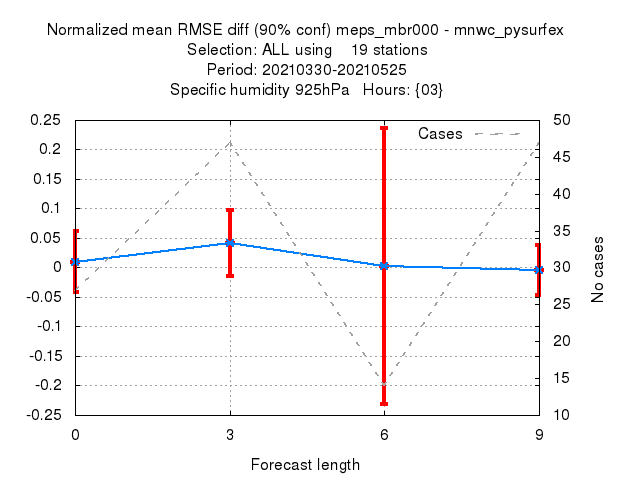 Normalized mean RMSE diff (90% conf) meps_mbr000 - mnwc_pysurfex
Selection: ALL using    19 stations
Period: 20210330-20210525
Specific humidity 925hPa   Hours: {03}
Cases
0.25
0.2
0.15
0.1
0.05
0
-0.05
-0.1
-0.15
-0.2
-0.25
50
45
40
35
30
25
20
15
10
No cases
0 3 6 9
Forecast length